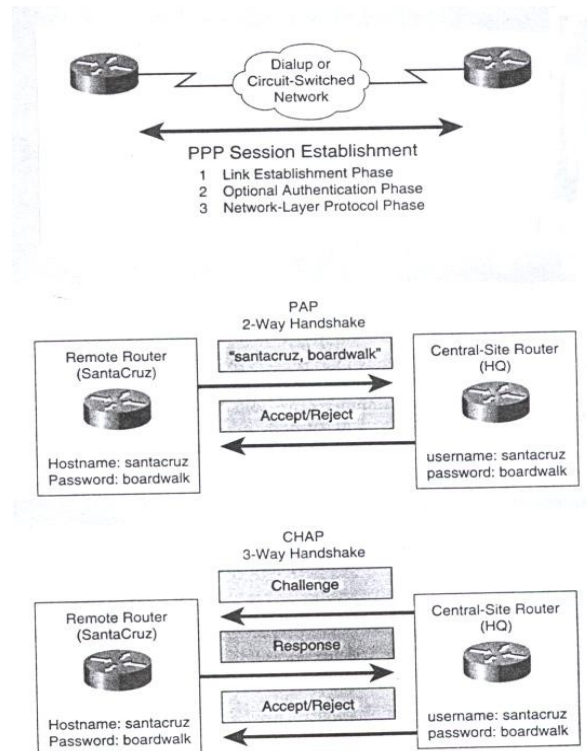 Dialup or
Circuit-Switched
Network
PPP Session Establishment
1 Link Establishment Phase
2 Optional Authentication Phase
3 Network-Layer Protocol Phase
PAP
2-Way Handshake
Remote Router
(SantaCruz)
"santacruz, boardwalk"
Central-Site Router
(HQ)
Accept/Reject
Hostname: santacruz
Password: boardwalk
username: santacruz
password: boardwalk
CHAP
3-Way Handshake
Challenge
Remote Router
(SantaCruz)
Central-Site Router
(HQ)
Response
Accept/Reject
Hostname: santacruz
Password: boardwalk
username: santacruz
password: boardwalk